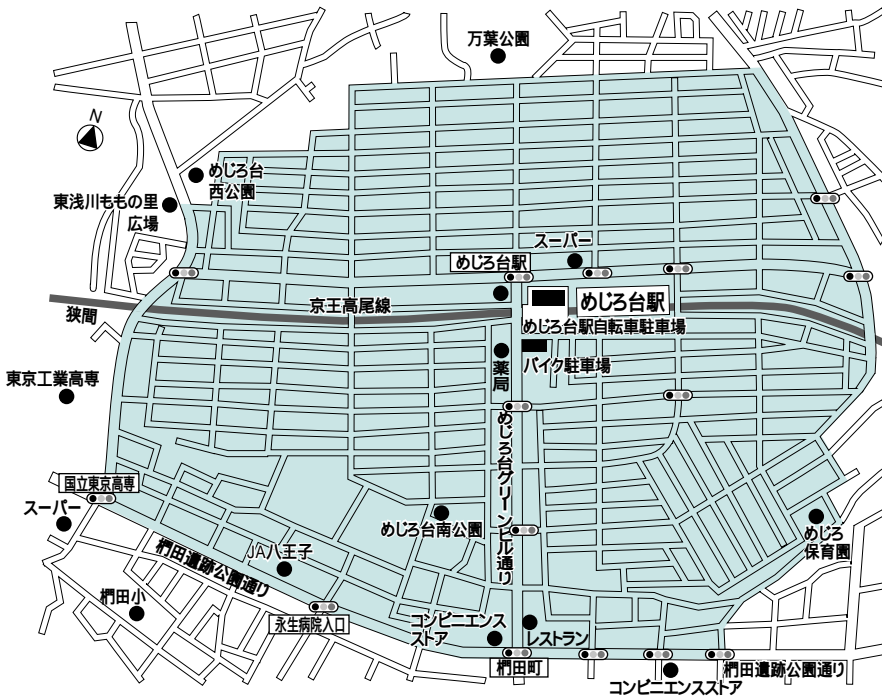 万葉公園
N
めじろ台
西公園
東浅川ももの里
広場
スーパー
めじろ台駅
めじろ台駅
京王高尾線
狭間
めじろ台駅自転車駐車場
バイク駐車場
薬局
東京工業高専
めじろ台グリーンヒル通り
国立東京高専
スーパー
めじろ台南公園
めじろ
保育園
JA八王子
椚田遺跡公園通り
椚田小
永生病院入口
コンビニエンス
ストア
レストラン
椚田町
椚田遺跡公園通り
コンビニエンスストア